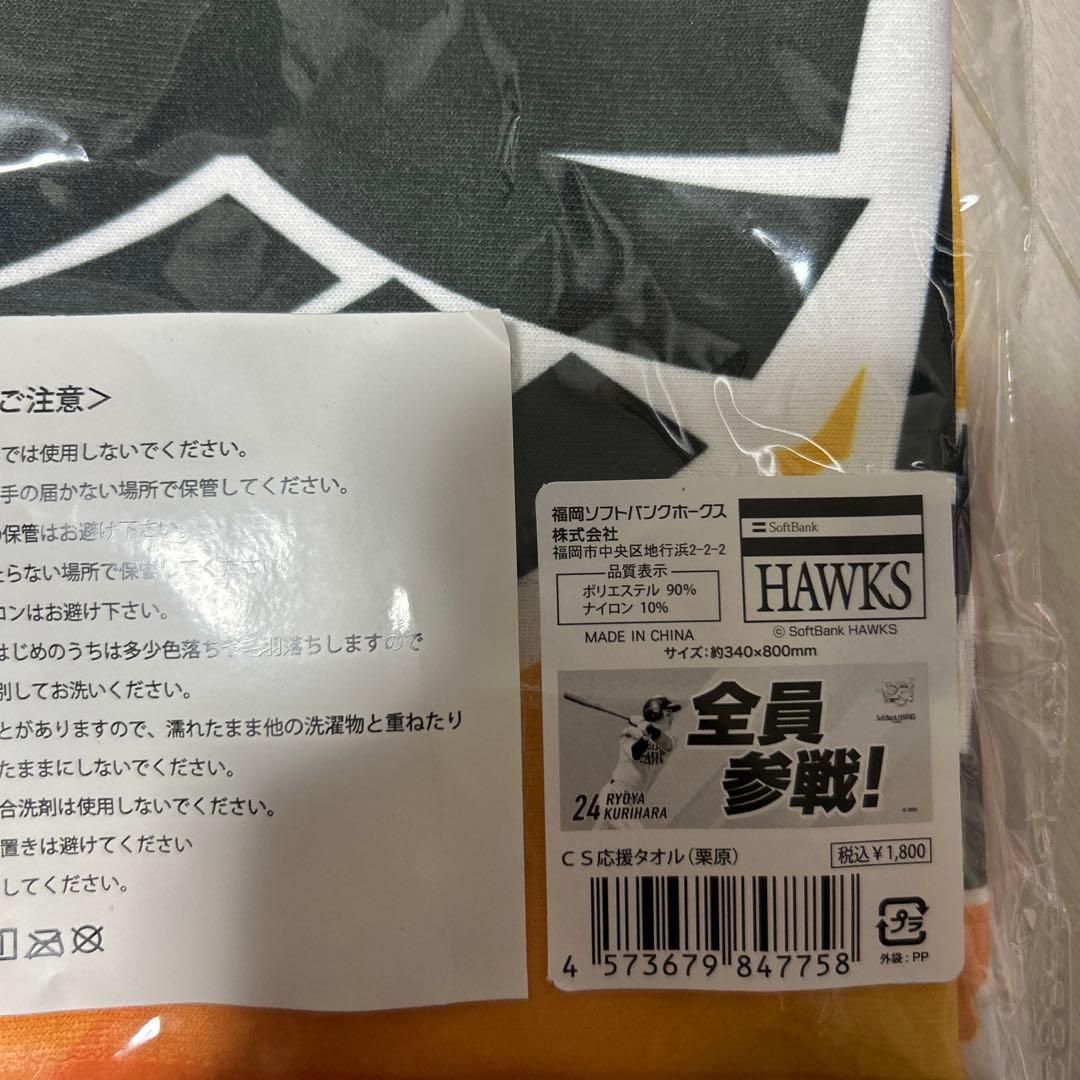 ご注意＞
では使用しないでください。
手の届かない場所で保管してください。
保管はお避け下さい。
たらない場所で保管してください。
コンはお避け下さい。
はじめのうちは多少色落ちや毛羽落ちしますので
別してお洗いください。
とがありますので、濡れたまま他の洗濯物と重ねたり
たままにしないでください。
合洗剤は使用しないでください。
置きは避けてください
してください。
福岡ソフトバンクホークス
株式会社
福岡市中央区地行浜2-2-2
品質表示
ポリエステル 90%
ナイロン 10%
MADE IN CHINA
サイズ:約340×800mm
SoftBank
HAWKS
© SoftBank HAWKS
全員
参戦!
SoftBank HAWKS
24 RYOYA
KURIHARA
ＣＳ応援タオル(栗原)
税込￥1,800
4 573679 847758
プラ
外袋:PP